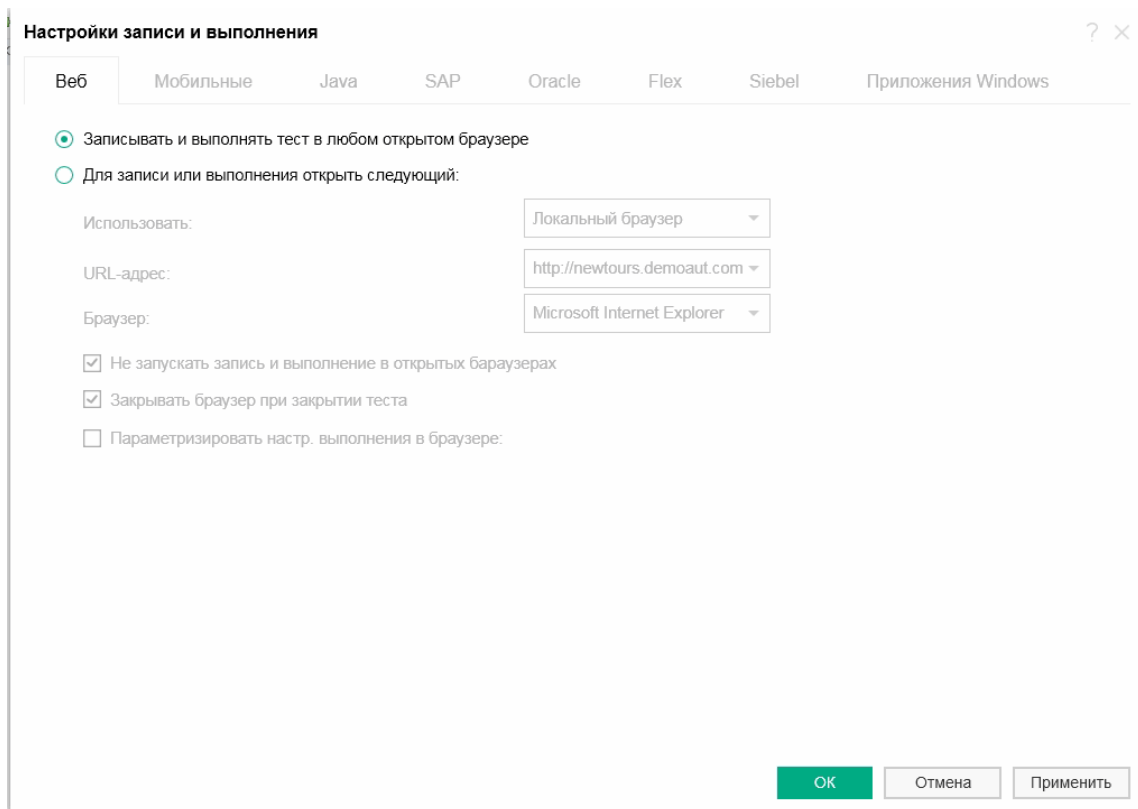 Настройки записи и выполнения
Веб Мобильные Java SAP Oracle Flex Siebel Приложения Windows
Записывать и выполнять тест в любом открытом браузере
Для записи или выполнения открыть следующий:
Использовать: Локальный браузер
URL-адрес: http://newtours.demoaut.com
Браузер: Microsoft Internet Explorer
Не запускать запись и выполнение в открытых бараузерах
Закрывать браузер при закрытии теста
Параметризировать настр. выполнения в браузере:
ОК Отмена Применить